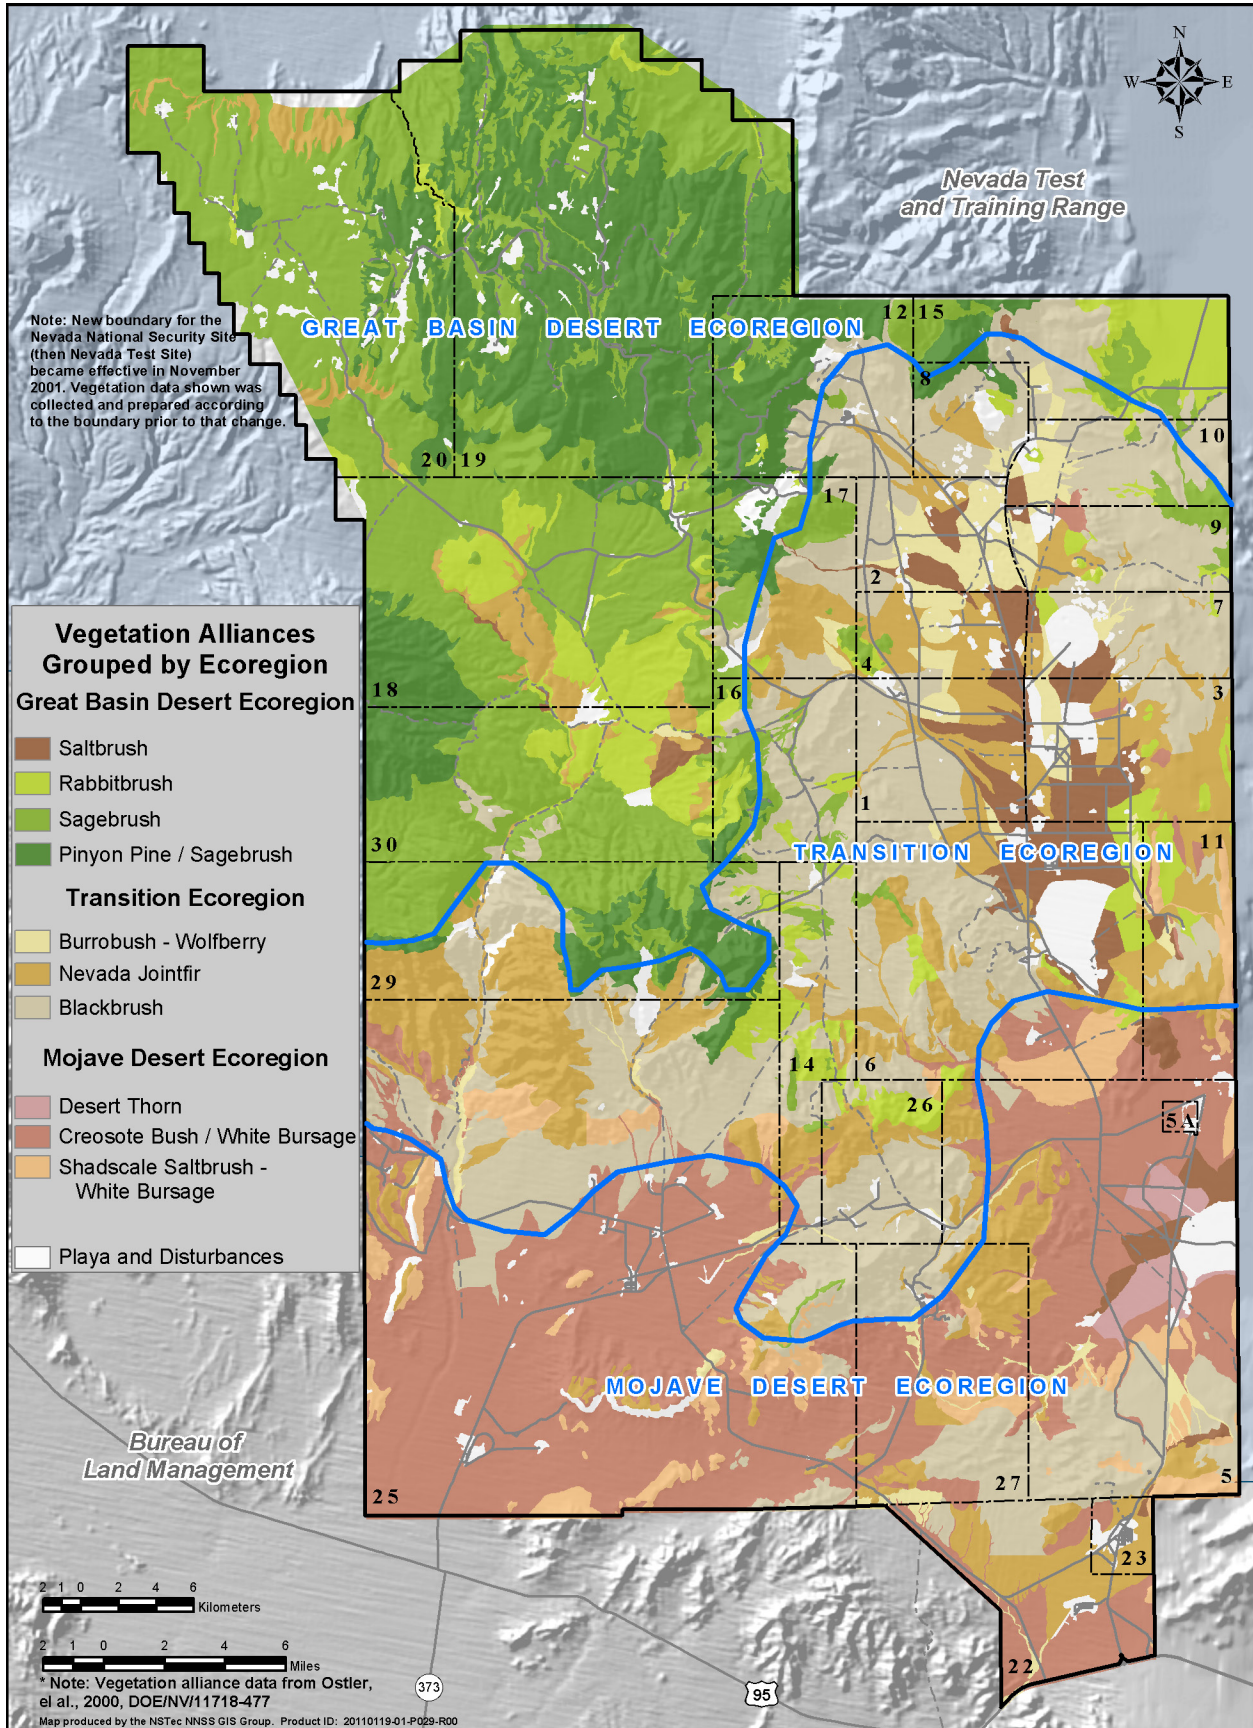 N
W E
S
Nevada Test
and Training Range
Note: New boundary for the
Nevada National Security Site
(then Nevada Test Site)
became effective in November
2001. Vegetation data shown was
collected and prepared according
to the boundary prior to that change.
GREAT BASIN DESERT ECOREGION
12 15
8
10
20 19
17
9
2
7
4
18
16
3
1
30
TRANSITION ECOREGION
11
29
14
6
26
5A
MOJAVE DESERT ECOREGION
25
27
5
23
22
Vegetation Alliances
Grouped by Ecoregion
Great Basin Desert Ecoregion
Saltbrush
Rabbitbrush
Sagebrush
Pinyon Pine / Sagebrush
Transition Ecoregion
Burrobush - Wolfberry
Nevada Jointfir
Blackbrush
Mojave Desert Ecoregion
Desert Thorn
Creosote Bush / White Bursage
Shadscale Saltbrush -
White Bursage
Playa and Disturbances
Bureau of
Land Management
2 1 0 2 4 6
Kilometers
2 1 0 2 4 6
Miles
373
95
* Note: Vegetation alliance data from Ostler,
el al., 2000, DOE/NV/11718-477
Map produced by the NSTec NNSS GIS Group. Product ID: 20110119-01-P029-R00